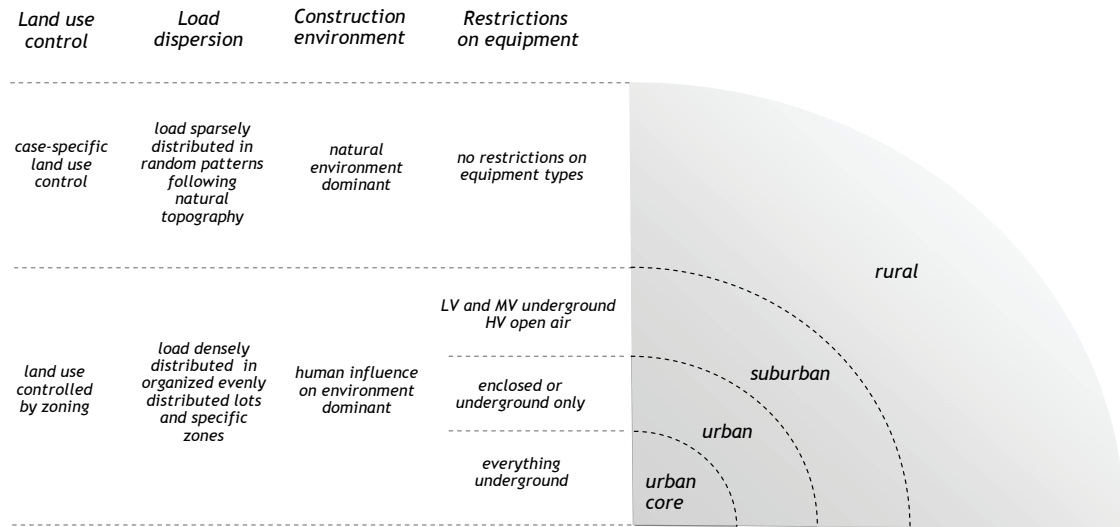 Land use
control
Load
dispersion
Construction
environment
Restrictions
on equipment
case-specific
land use
control
load sparsely
distributed in
random patterns
following
natural
topography
natural
environment
dominant
no restrictions on
equipment types
rural
LV and MV underground
HV open air
suburban
land use
controlled
by zoning
load densely
distributed in
organized evenly
distributed lots
and specific
zones
human influence
on environment
dominant
enclosed or
underground only
urban
everything
underground
urban
core